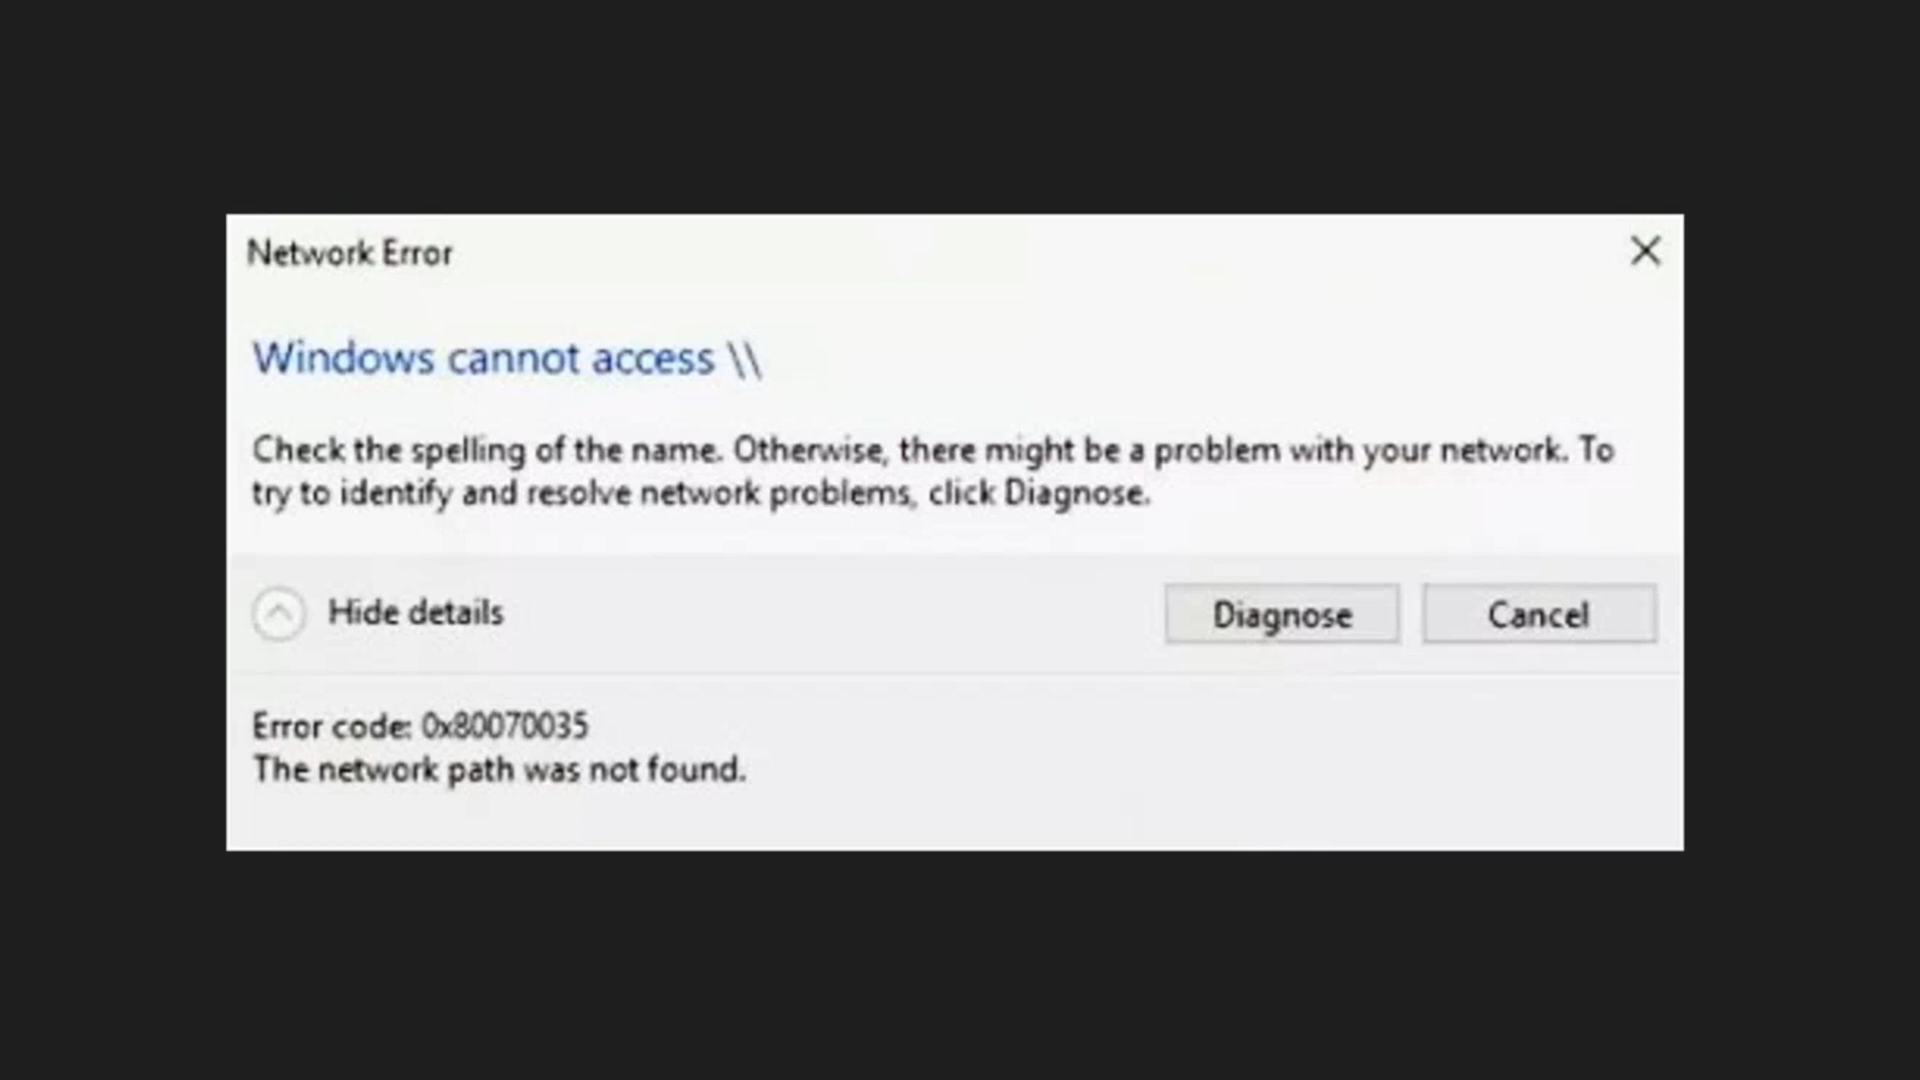 Network Error
Windows cannot access \\
Check the spelling of the name. Otherwise, there might be a problem with your network. To
try to identify and resolve network problems, click Diagnose.
Hide details
Diagnose
Cancel
Error code: 0x80070035
The network path was not found.